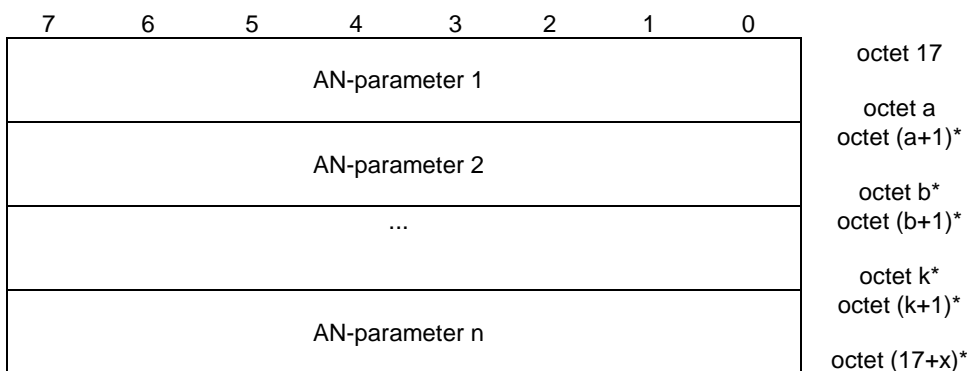 7 6 5 4 3 2 1 0
octet 17
AN-parameter 1
octet a
octet (a+1)*
AN-parameter 2
octet b*
... octet (b+1)*
octet k*
octet (k+1)*
AN-parameter n
octet (17+x)*